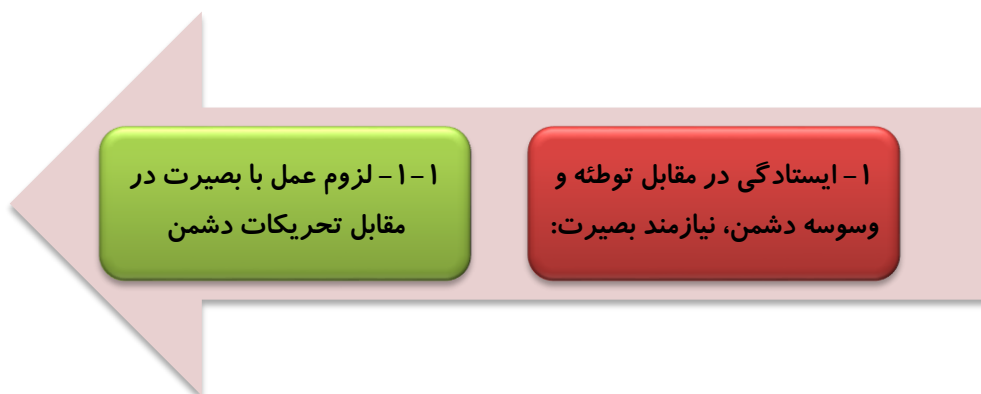 ۱- ایستادگی در مقابل توطئه و
وسوسه دشمن، نیازمند بصیرت:
۱-۱- لزوم عمل با بصیرت در
مقابل تحریکات دشمن